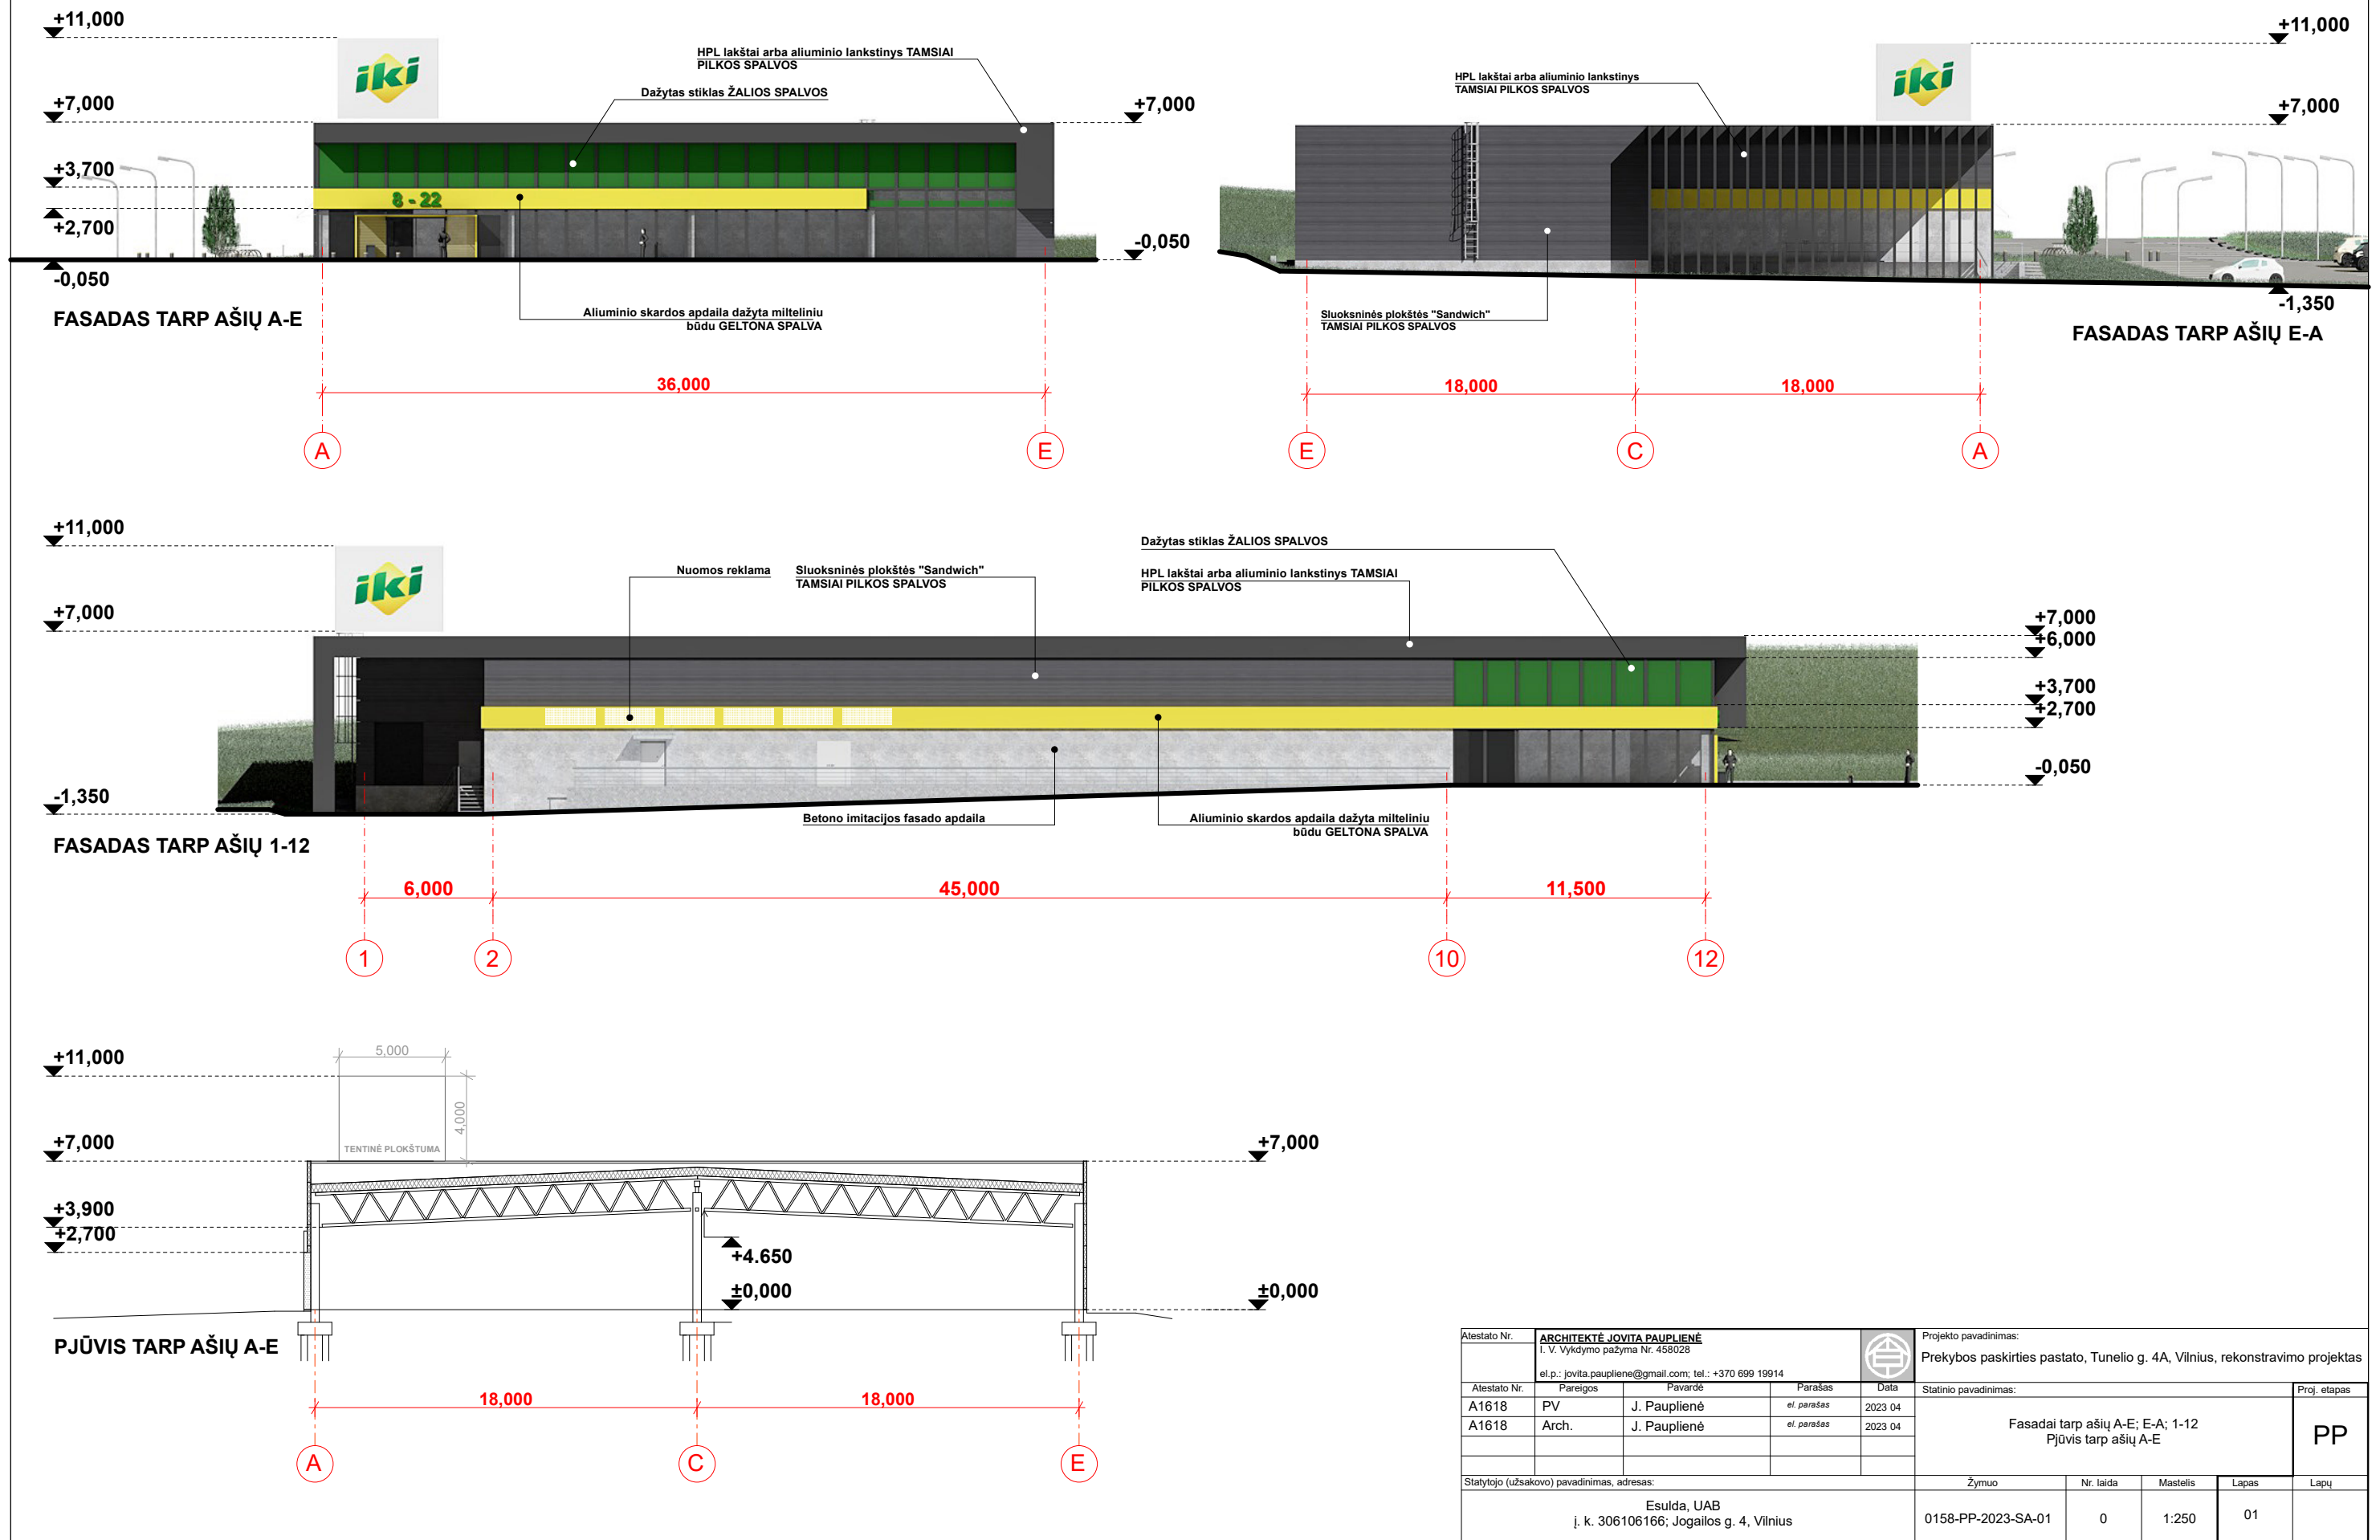 +11,000
iki
+7,000
+3,700
+2,700
-0,050
HPL lakštai arba aliuminio lankstinys TAMSIAI
PILKOS SPALVOS
Dažytas stiklas ŽALIOS SPALVOS
8 - 22
+7,000
-0,050
Aliuminio skardos apdaila dažyta milteliniu
būdu GELTONA SPALVA
FASADAS TARP AŠIŲ A-E
36,000
A
E
+11,000
iki
+7,000
HPL lakštai arba aliuminio lankstinys
TAMSIAI PILKOS SPALVOS
Sluoksninės plokštės "Sandwich"
TAMSIAI PILKOS SPALVOS
-1,350
FASADAS TARP AŠIŲ E-A
18,000
18,000
E
C
A
+11,000
iki
+7,000
-1,350
Nuomos reklama
Sluoksninės plokštės "Sandwich"
TAMSIAI PILKOS SPALVOS
Dažytas stiklas ŽALIOS SPALVOS
HPL lakštai arba aliuminio lankstinys TAMSIAI
PILKOS SPALVOS
+7,000
+6,000
+3,700
+2,700
-0,050
Betono imitacijos fasado apdaila
Aliuminio skardos apdaila dažyta milteliniu
būdu GELTONA SPALVA
FASADAS TARP AŠIŲ 1-12
6,000
45,000
11,500
1
2
10
12
+11,000
5,000
4,000
TENTINĖ PLOKŠTUMA
+7,000
+7,000
+3,900
+2,700
+4.650
±0,000
±0,000
PJŪVIS TARP AŠIŲ A-E
18,000
18,000
A
C
E
Atestato Nr.
ARCHITEKTĖ JOVITA PAUPLIENĖ
I. V. Vykdymo pažyma Nr. 458028
el.p.: jovita.paupliene@gmail.com; tel.: +370 699 19914
Projekto pavadinimas:
Prekybos paskirties pastato, Tunelio g. 4A, Vilnius, rekonstravimo projektas
Atestato Nr. Pareigos Pavardė Parašas Data
A1618 PV J. Pauplienė el. parašas 2023 04
A1618 Arch. J. Pauplienė el. parašas 2023 04
Statinio pavadinimas:
Fasadai tarp ašių A-E; E-A; 1-12
Pjūvis tarp ašių A-E
Proj. etapas
PP
Statytojo (užsakovo) pavadinimas, adresas:
Esulda, UAB
į. k. 306106166; Jogailos g. 4, Vilnius
Žymuo Nr. laida Mastelis Lapas Lapų
0158-PP-2023-SA-01 0 1:250 01